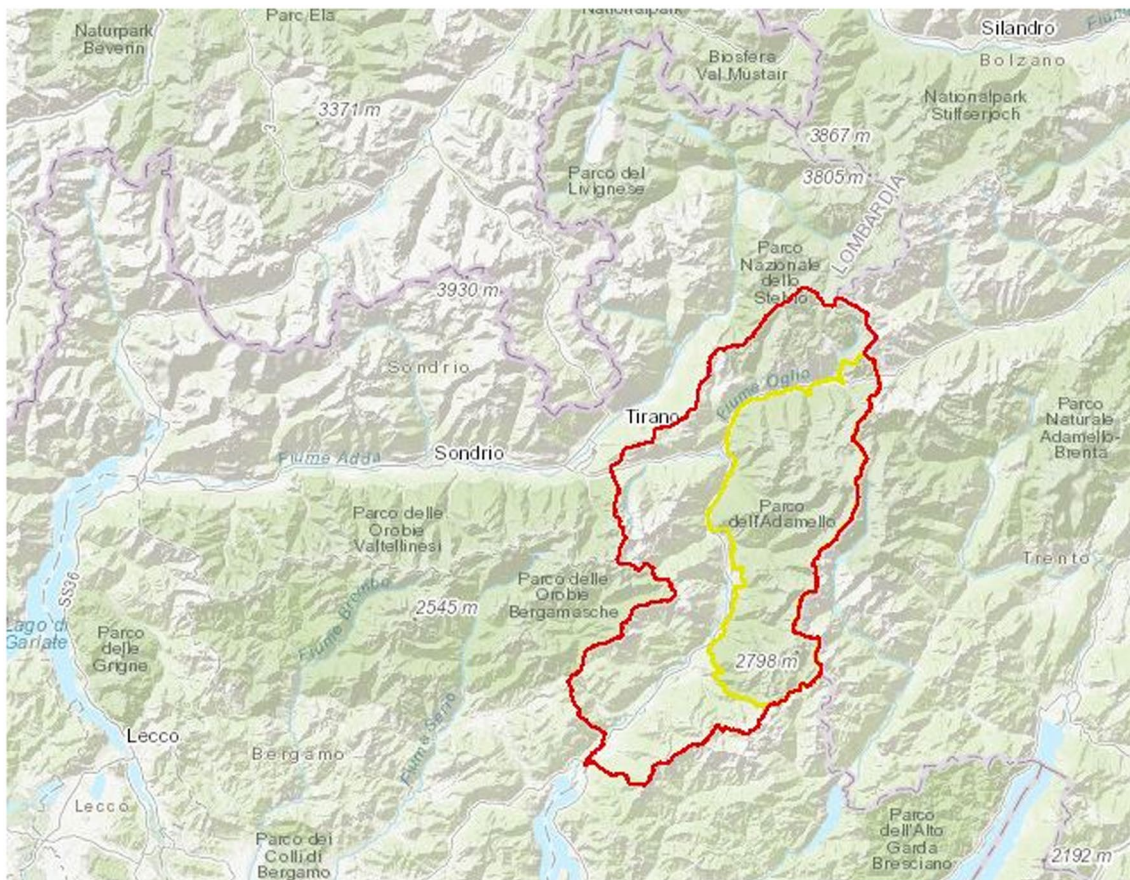 Naturpark
Beverin
Parc Ela
Nationalpark
Silandro
Bolzano
Biosfera
Val Müstair
Nationalpark
Stilfserjoch
3371 m
3
3867 m
3805 m
Parco del
Livignese
LOMBARDIA
Parco
Nazionale
dello
Stelvio
3930 m
Sondrio
Fiume Oglio
Tirano
Parco
Naturale
Adamello-
Brenta
Fiume Adda
Sondrio
Parco delle
Orobie
Valtellinesi
Parco
dell'Adamello
Trento
SS36
Parco delle
Orobie
Bergamasche
Fiume Brembo
2545 m
Lago di
Garlate
Parco
delle
Grigne
2798 m
Fiume Serio
Lecco
Bergamo
Lecco
Parco dei
Colli di
Bergamo
Parco
dell'Alto
Garda
Bresciano
2192 m